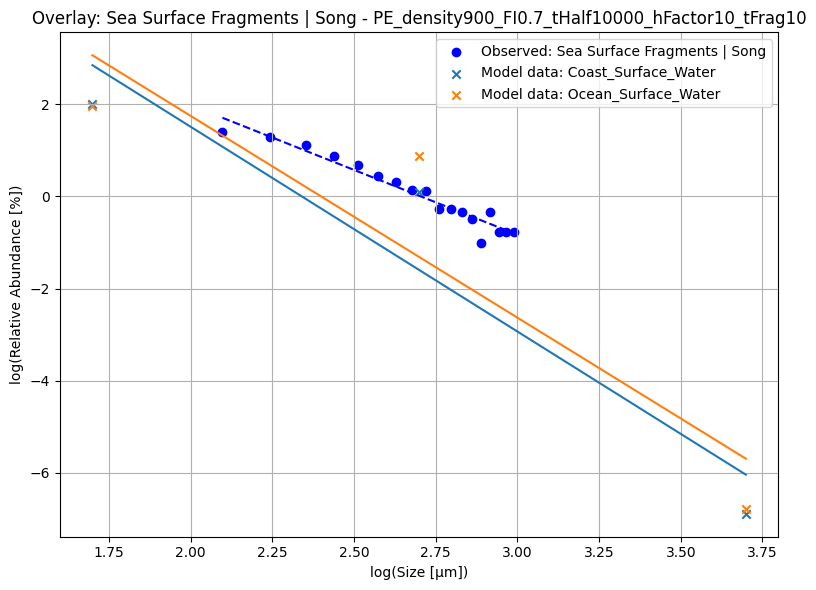 Overlay: Sea Surface Fragments | Song - PE_density900_FI0.7_tHalf10000_hFactor10_tFrag10
Observed: Sea Surface Fragments | Song
Model data: Coast_Surface_Water
Model data: Ocean_Surface_Water
log(Relative Abundance [%])
2
0
−2
−4
−6
1.75 2.00 2.25 2.50 2.75 3.00 3.25 3.50 3.75
log(Size [μm])